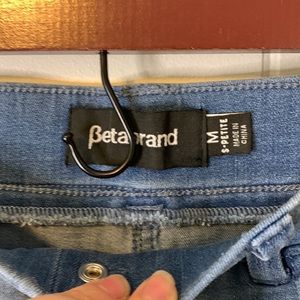 βetabrand
M
S-PETITE
MADE IN
CHINA